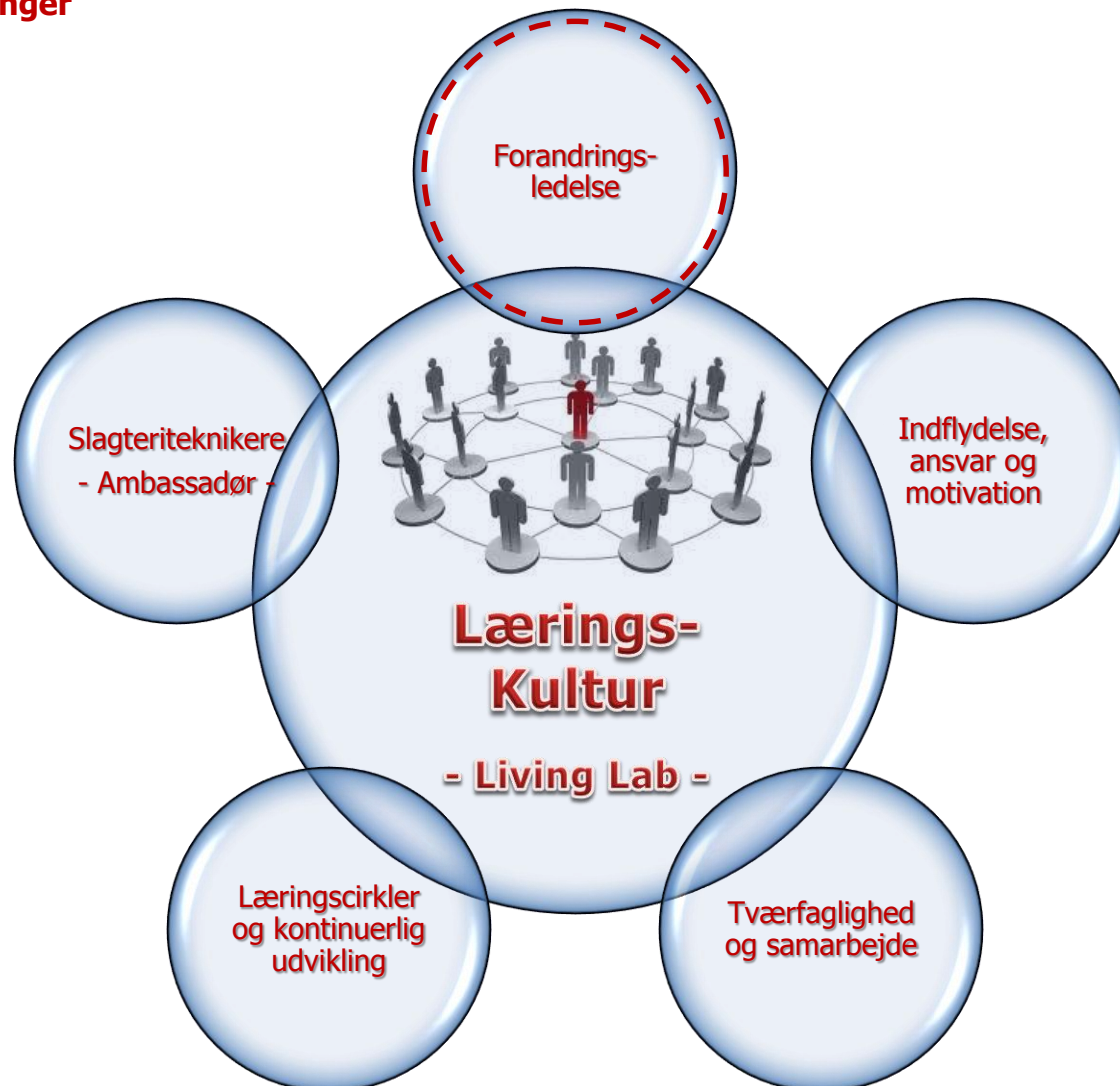 nger
Forandrings-
ledelse
Slagteriteknikere
- Ambassadør -
Indflydelse,
ansvar og
motivation
Lærings-
Kultur
- Living Lab -
Læringscirkler
og kontinuerlig
udvikling
Tværfaglighed
og samarbejde